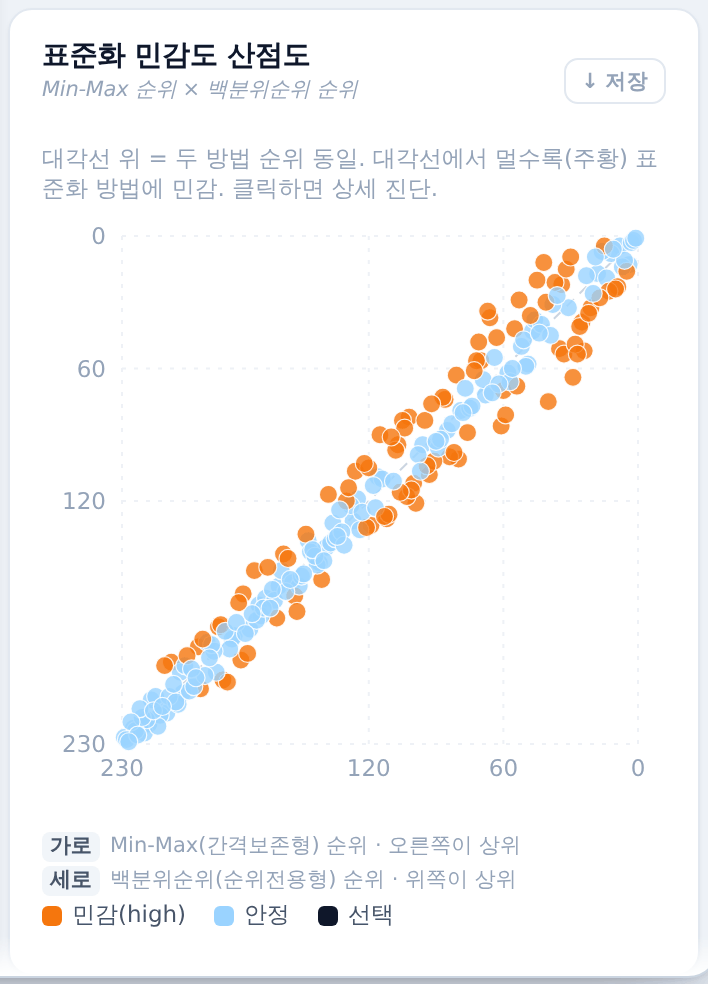 표준화 민감도 산점도
Min-Max 순위 × 백분위순위 순위
↓ 저장
대각선 위 = 두 방법 순위 동일. 대각선에서 멀수록(주황) 표
준화 방법에 민감. 클릭하면 상세 진단.
0
60
120
230
230 120 60 0
가로 Min-Max(간격보존형) 순위 · 오른쪽이 상위
세로 백분위순위(순위전용형) 순위 · 위쪽이 상위
민감(high) 안정 선택